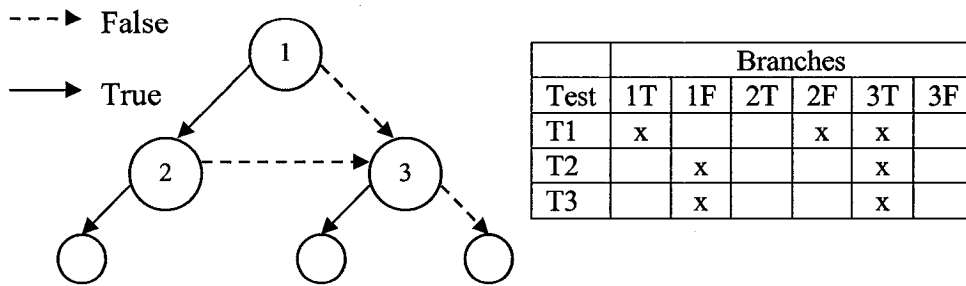 False
True
1
2
3
Branches
Test 1T 1F 2T 2F 3T 3F
T1 x x x
T2 x x
T3 x x